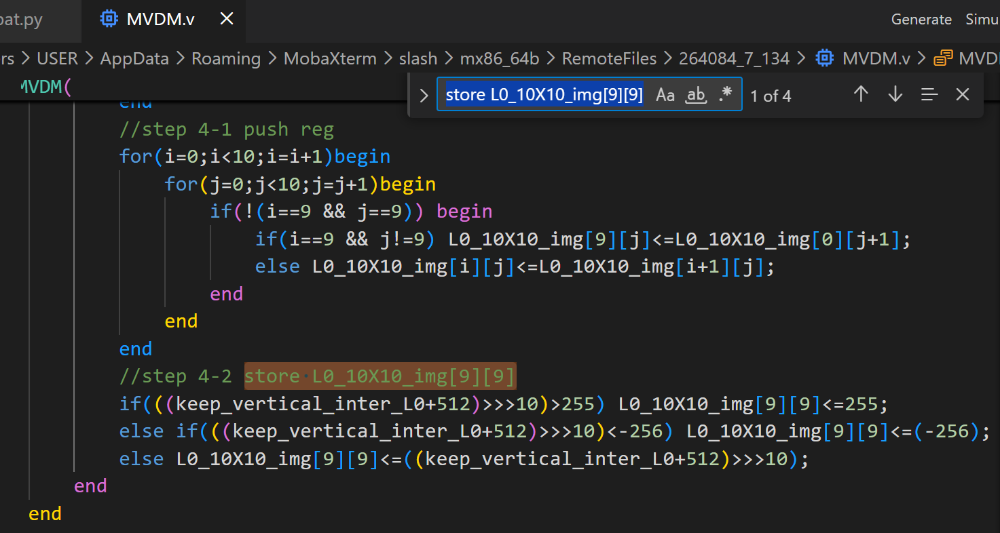 bat.py MVDM.v Generate Simu
rs > USER > AppData > Roaming > MobaXterm > slash > mx86_64b > RemoteFiles > 264084_7_134 > MVDM.v > MVD
MVDM(
store L0_10X10_img[9][9] Aa ab .* 1 of 4
end
//step 4-1 push reg
for(i=0;i<10;i=i+1)begin
for(j=0;j<10;j=j+1)begin
if(!(i==9 && j==9)) begin
if(i==9 && j!=9) L0_10X10_img[9][j]<=L0_10X10_img[0][j+1];
else L0_10X10_img[i][j]<=L0_10X10_img[i+1][j];
end
end
end
//step 4-2 store L0_10X10_img[9][9]
if(((keep_vertical_inter_L0+512)>>>10)>255) L0_10X10_img[9][9]<=255;
else if(((keep_vertical_inter_L0+512)>>>10)<-256) L0_10X10_img[9][9]<=(-256);
else L0_10X10_img[9][9]<=((keep_vertical_inter_L0+512)>>>10);
end
end